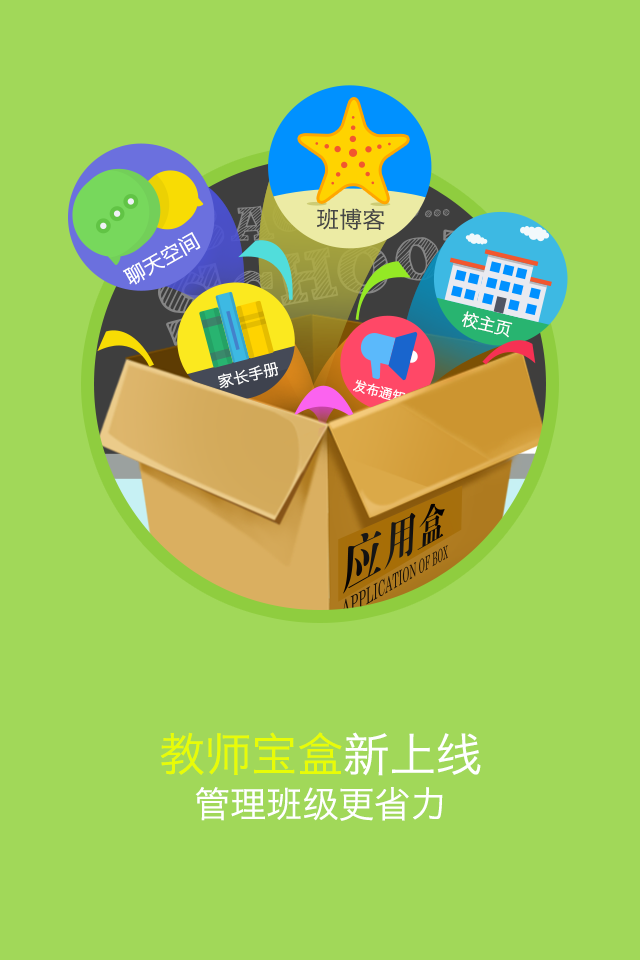 班博客
聊天空间
校主页
家长手册
发布通知
应用盒
APPLICATION OF BOX
教师宝盒新上线
管理班级更省力